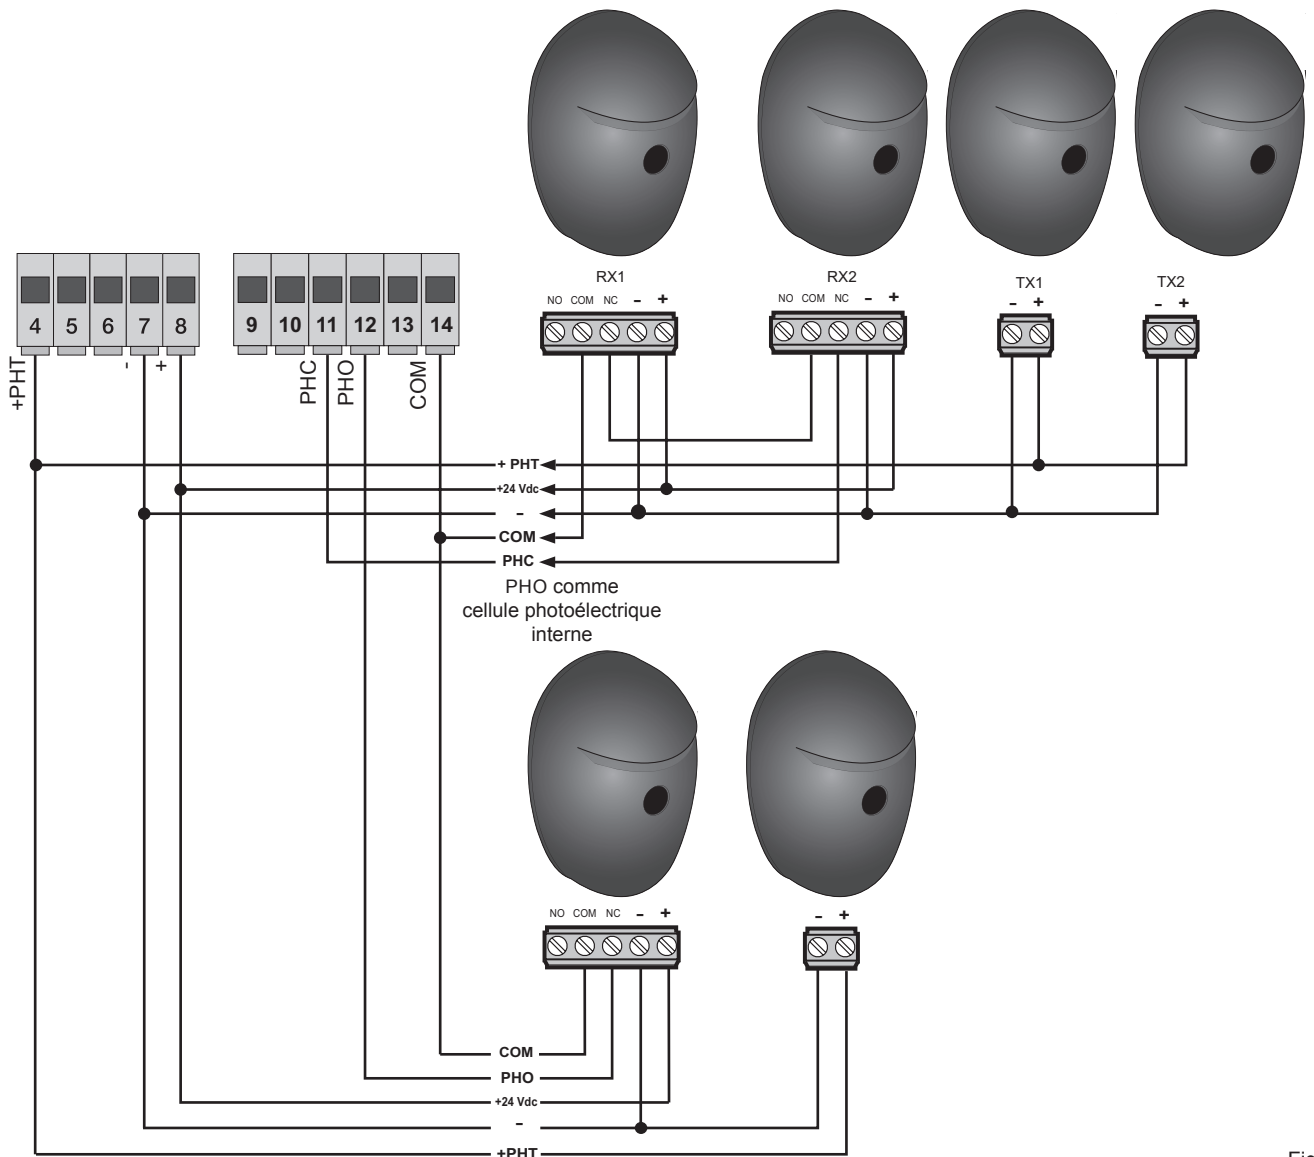 RX1
RX2
TX1
TX2
NO COM NC - +
NO COM NC - +
- +
- +
4 5 6 7 8
9 10 11 12 13 14
+PHT
-
+
PHC
PHO
COM
+ PHT
+24 Vdc
-
COM
PHC
PHO comme
cellule photoélectrique
interne
NO COM NC - +
- +
COM
PHO
+24 Vdc
-
+PHT